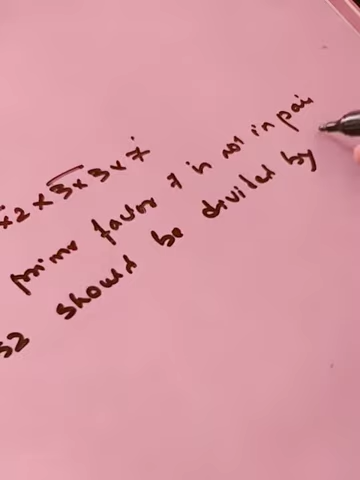 ×2×3×3×7
prime factor 7 is not in pair
52 should be divided by